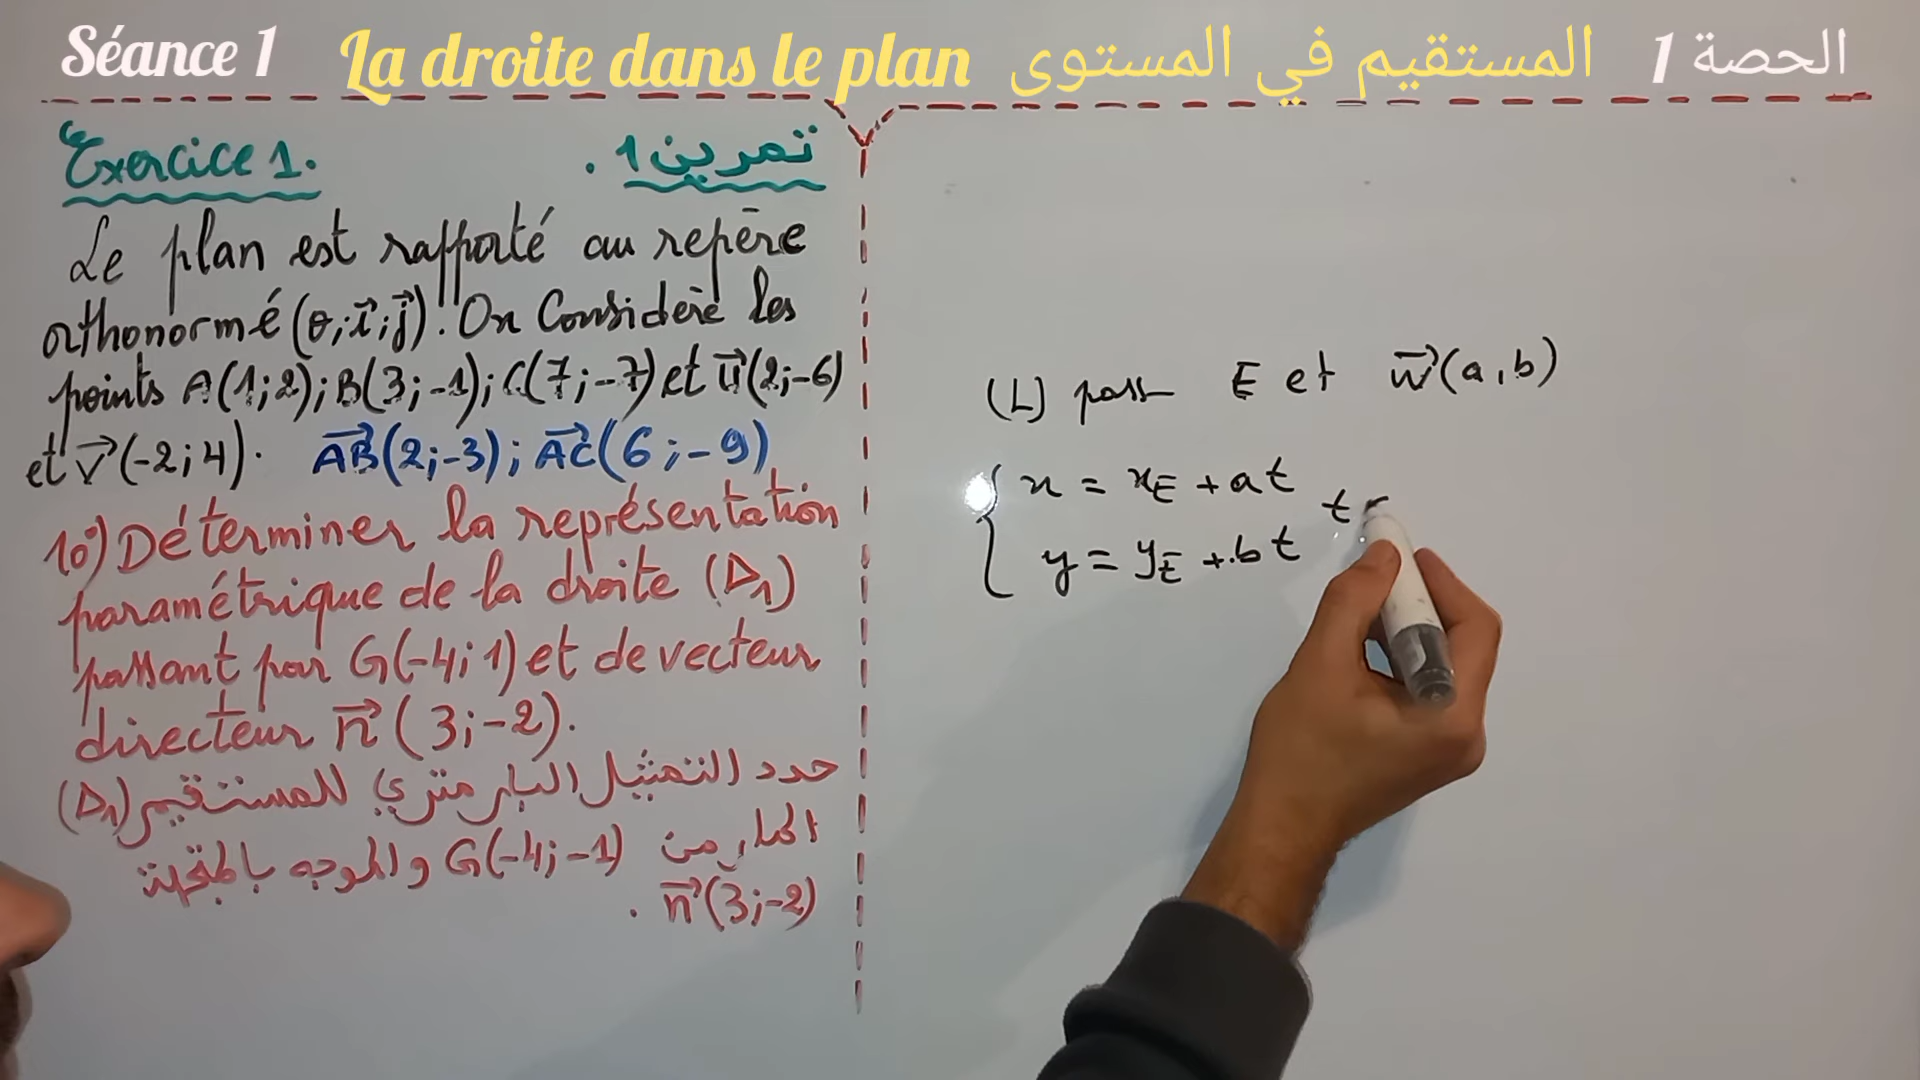 Séance 1 La droite dans le plan المستقيم في المستوى الحصة 1
Exercice 1. تمرين 1.
Le plan est rapporté au repère
orthonormé (o;i⃗;j⃗). On Considère les
points A(1;2); B(3;-1); C(7;-7) et u⃗(2;-6)
et v⃗(-2;4). AB⃗(2;-3); AC⃗(6;-9)
10°) Déterminer la représentation
paramétrique de la droite (D₁)
passant par G(-4;1) et de vecteur
directeur n⃗(3;-2).
حدد التمثيل البارمتري للمستقيم (D₁)
المار من G(-4;-1) والموجه بالمتجهة
n⃗(3;-2).
(L) pass E et w⃗(a,b)
{ x = x_E + at
y = y_E + bt
t